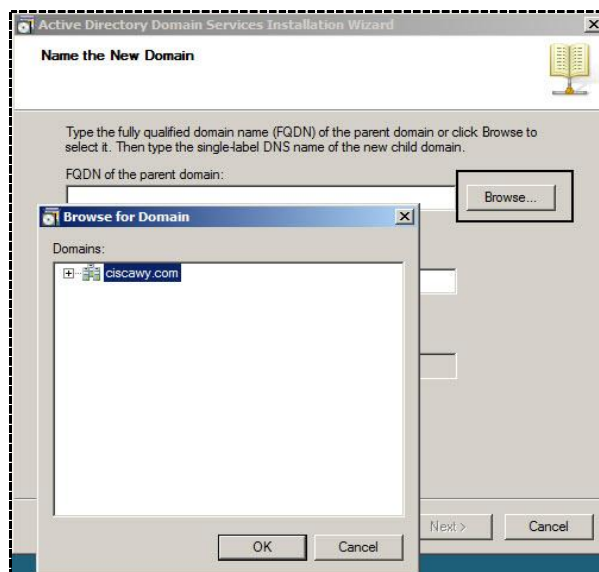 Active Directory Domain Services Installation Wizard
Name the New Domain
Type the fully qualified domain name (FQDN) of the parent domain or click Browse to
select it. Then type the single-label DNS name of the new child domain.
FQDN of the parent domain:
Browse...
Browse for Domain
Domains:
ciscawy.com
OK
Cancel
Next >
Cancel